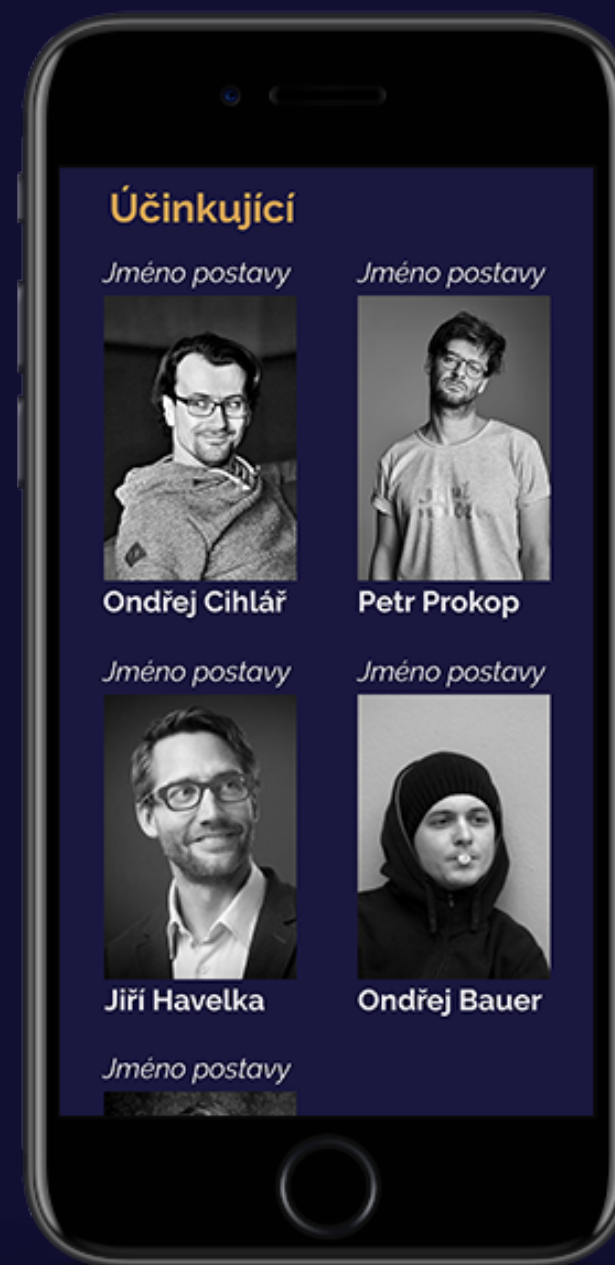 Účinkující
Jméno postavy
Jméno postavy
Ondřej Cihlář
Petr Prokop
Jméno postavy
Jméno postavy
Jiří Havelka
Ondřej Bauer
Jméno postavy